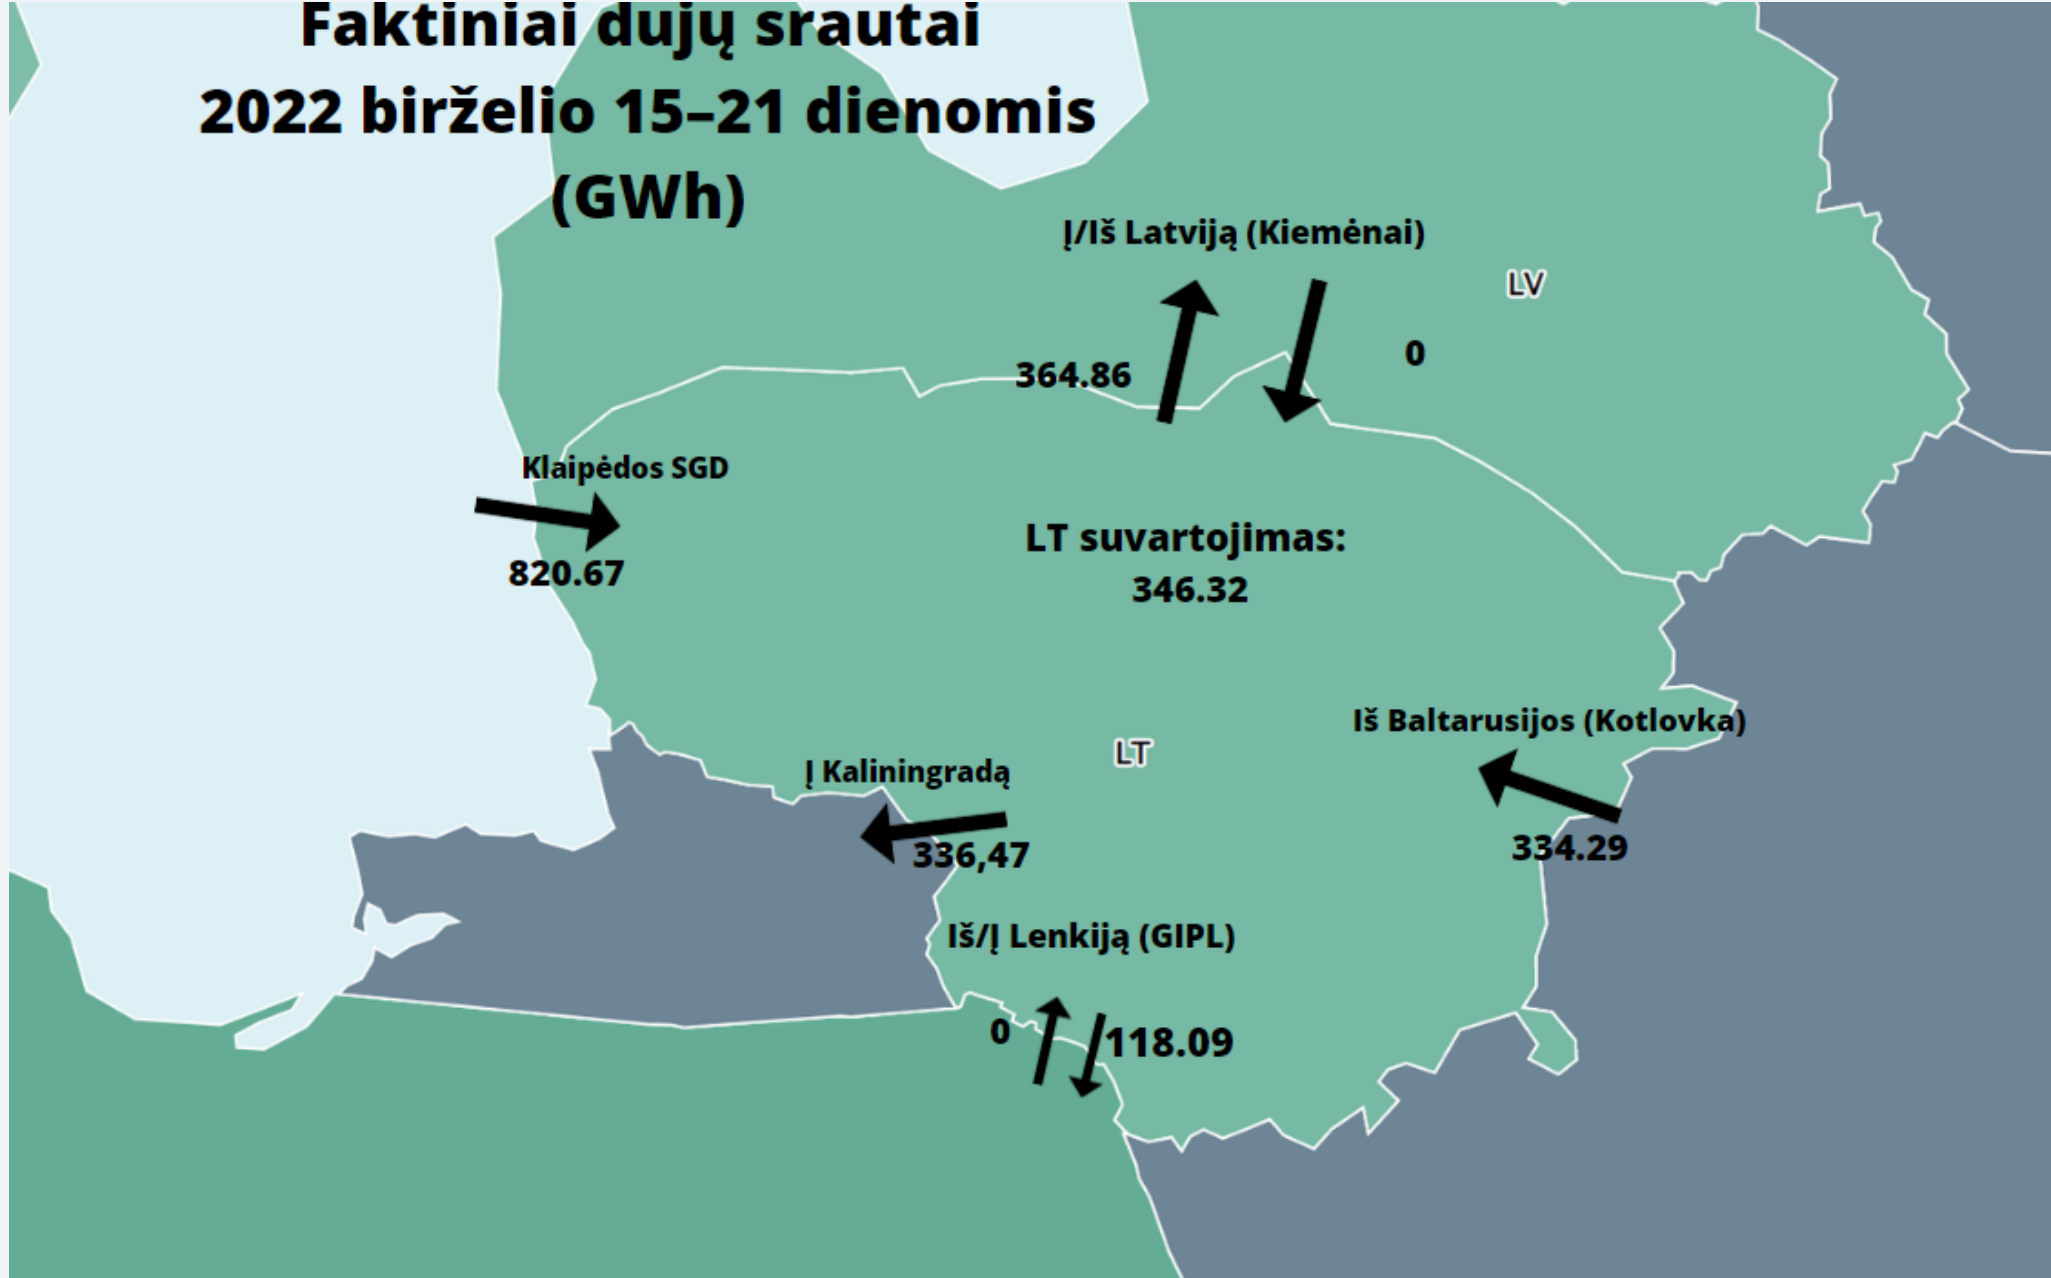 Faktiniai dujų srautai
2022 birželio 15–21 dienomis
(GWh)
Į/Iš Latviją (Kiemėnai)
LV
0
364.86
Klaipėdos SGD
820.67
LT suvartojimas:
346.32
Iš Baltarusijos (Kotlovka)
334.29
LT
Į Kaliningradą
336,47
Iš/Į Lenkiją (GIPL)
0
118.09